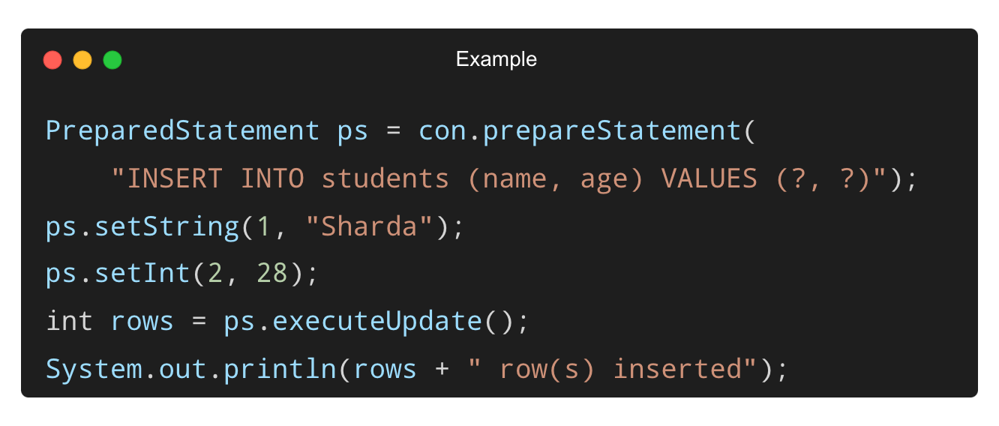 Example
PreparedStatement ps = con.prepareStatement(
    "INSERT INTO students (name, age) VALUES (?, ?)");
ps.setString(1, "Sharda");
ps.setInt(2, 28);
int rows = ps.executeUpdate();
System.out.println(rows + " row(s) inserted");